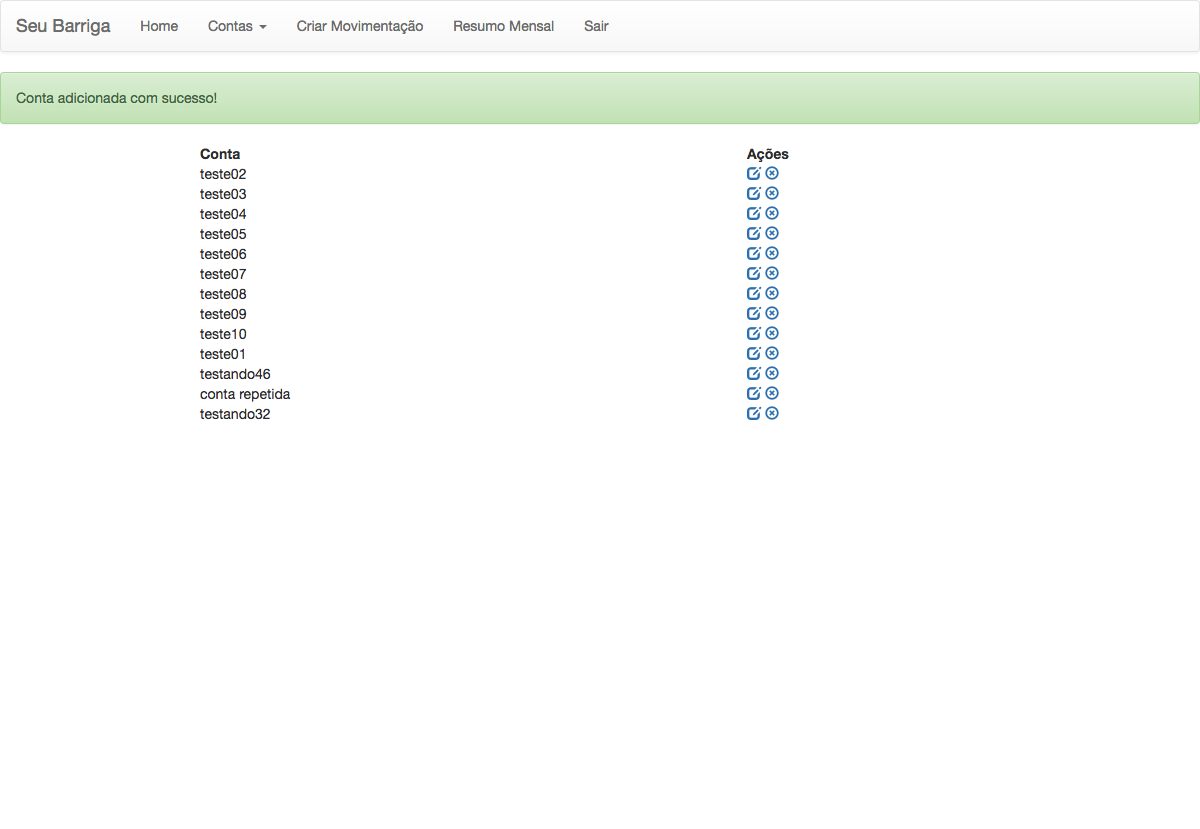 Seu Barriga Home Contas Criar Movimentação Resumo Mensal Sair
Conta adicionada com sucesso!
Conta Ações
teste02
teste03
teste04
teste05
teste06
teste07
teste08
teste09
teste10
teste01
testando46
conta repetida
testando32